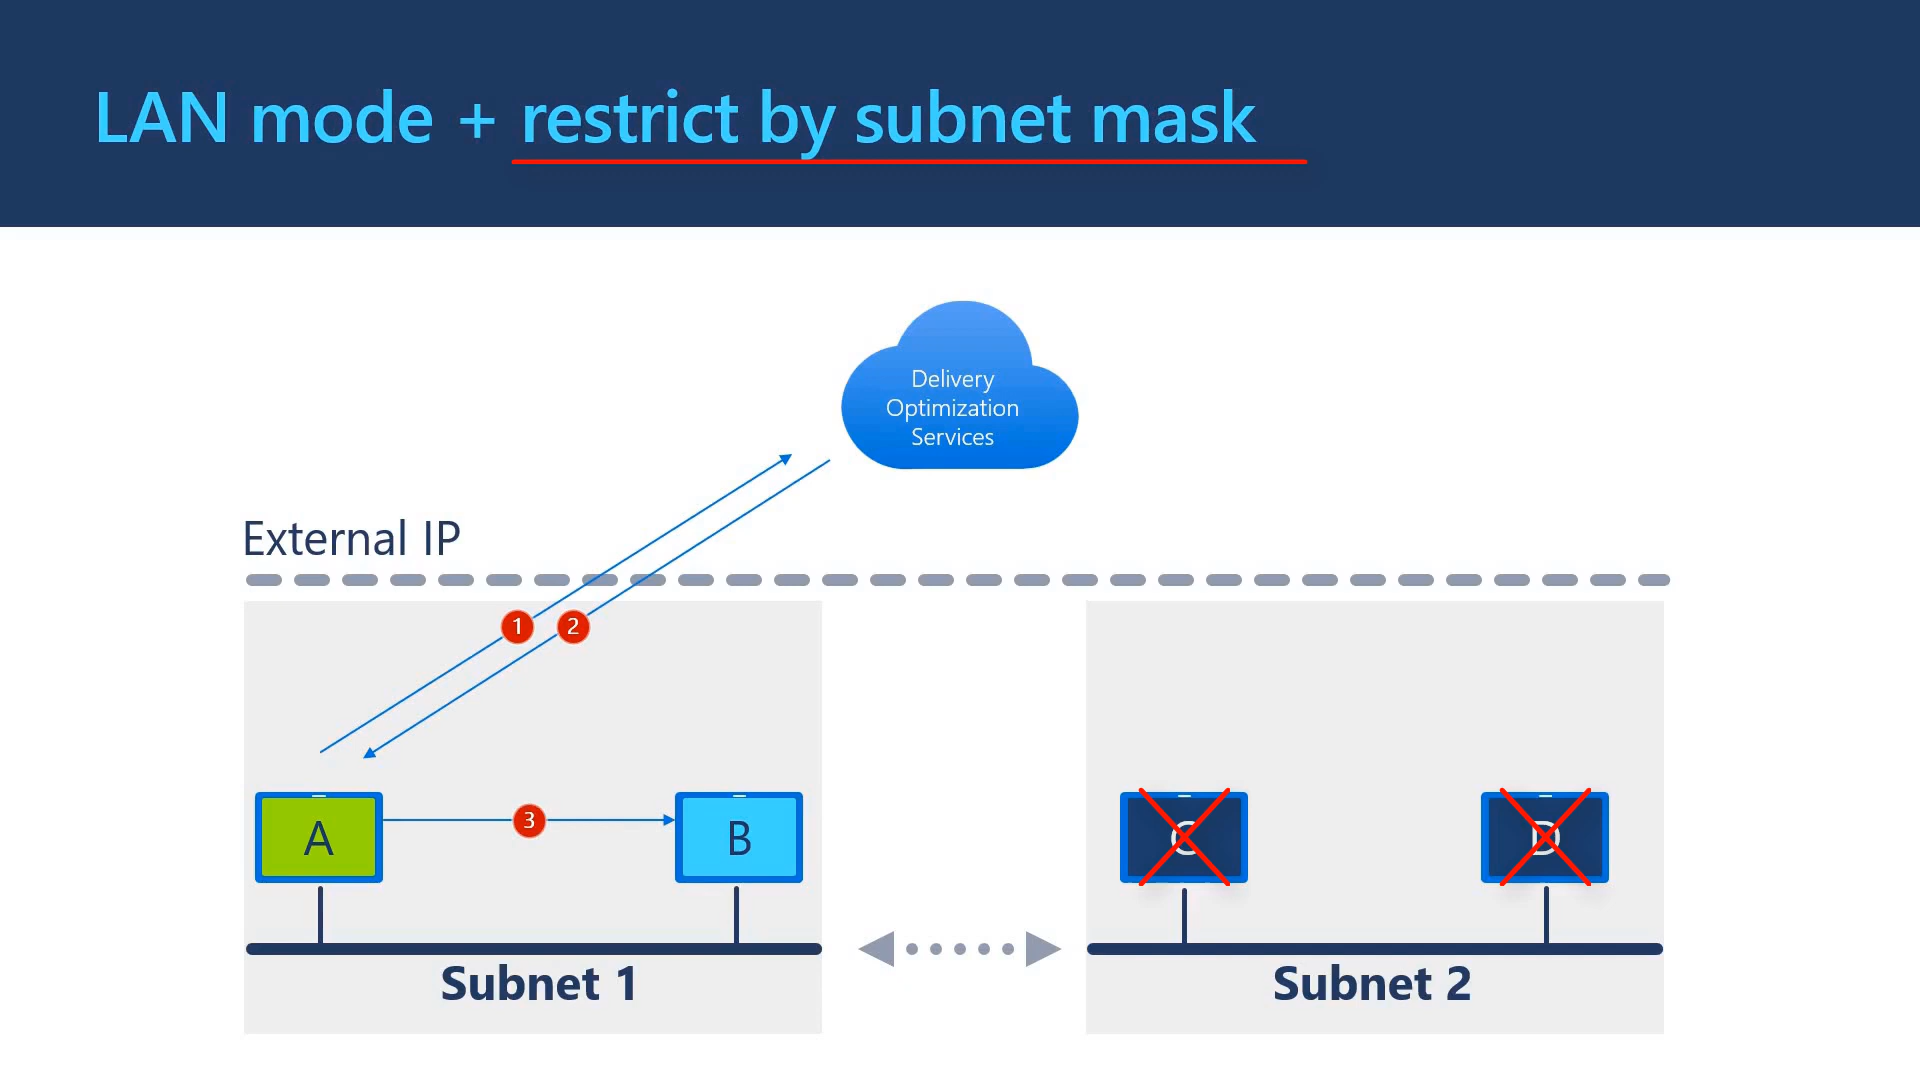 LAN mode + restrict by subnet mask
Delivery
Optimization
Services
External IP
1
2
A
3
B
C
D
Subnet 1
Subnet 2